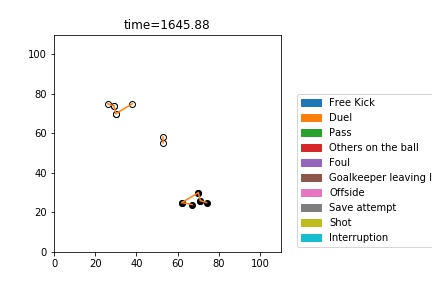 time=1645.88
100
80
60
40
20
0
0 20 40 60 80 100
Free Kick
Duel
Pass
Others on the ball
Foul
Goalkeeper leaving l
Offside
Save attempt
Shot
Interruption